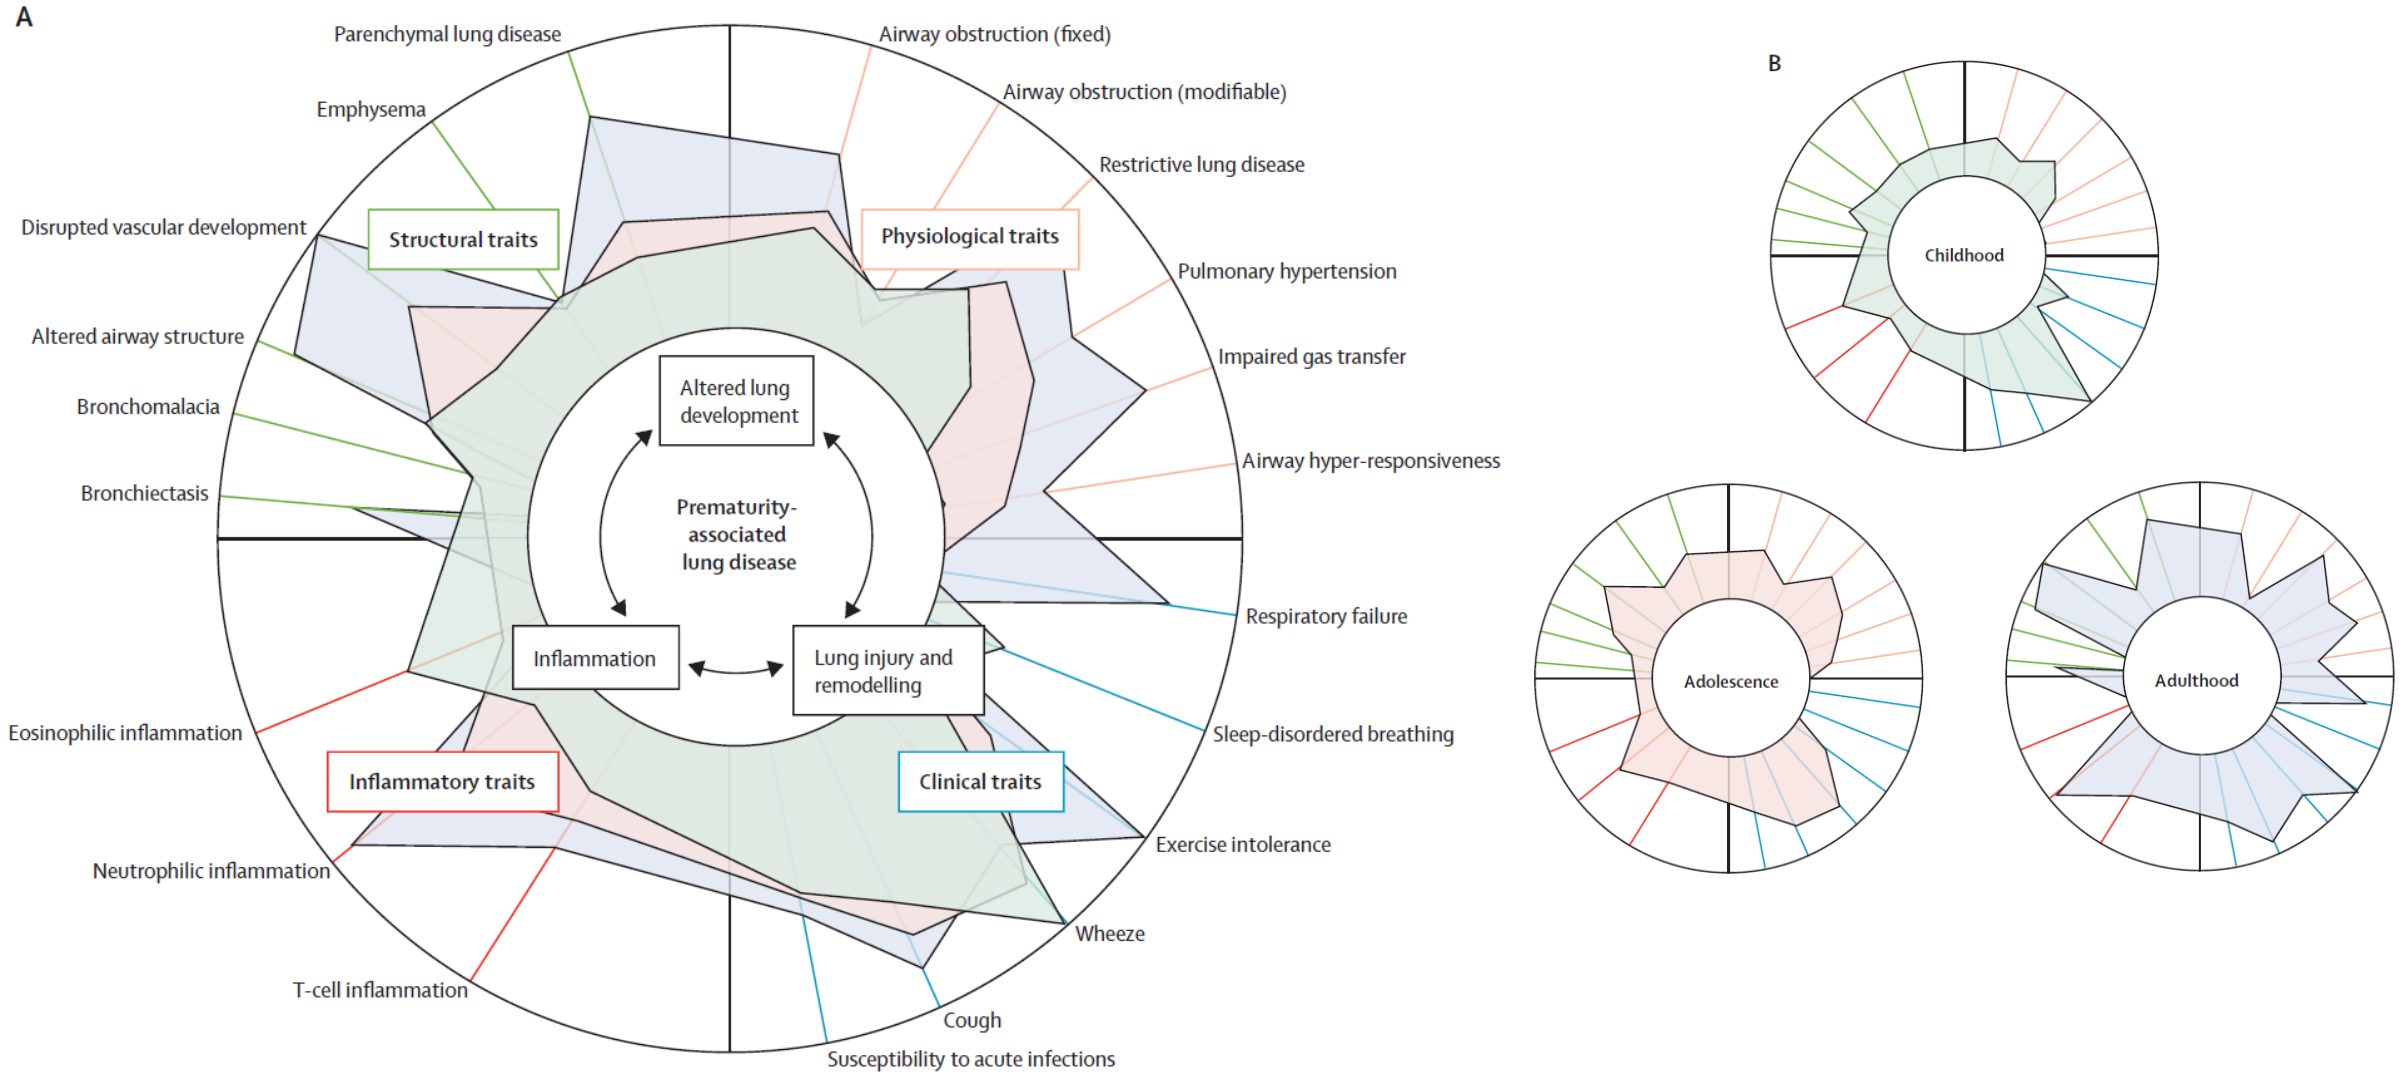 A
Parenchymal lung disease
Emphysema
Disrupted vascular development
Altered airway structure
Bronchomalacia
Bronchiectasis
Eosinophilic inflammation
Neutrophilic inflammation
T-cell inflammation
Airway obstruction (fixed)
Airway obstruction (modifiable)
Restrictive lung disease
Pulmonary hypertension
Impaired gas transfer
Airway hyper-responsiveness
Respiratory failure
Sleep-disordered breathing
Exercise intolerance
Wheeze
Cough
Susceptibility to acute infections
Structural traits
Physiological traits
Inflammatory traits
Clinical traits
Altered lung
development
Prematurity-
associated
lung disease
Inflammation
Lung injury and
remodelling
B
Childhood
Adolescence
Adulthood